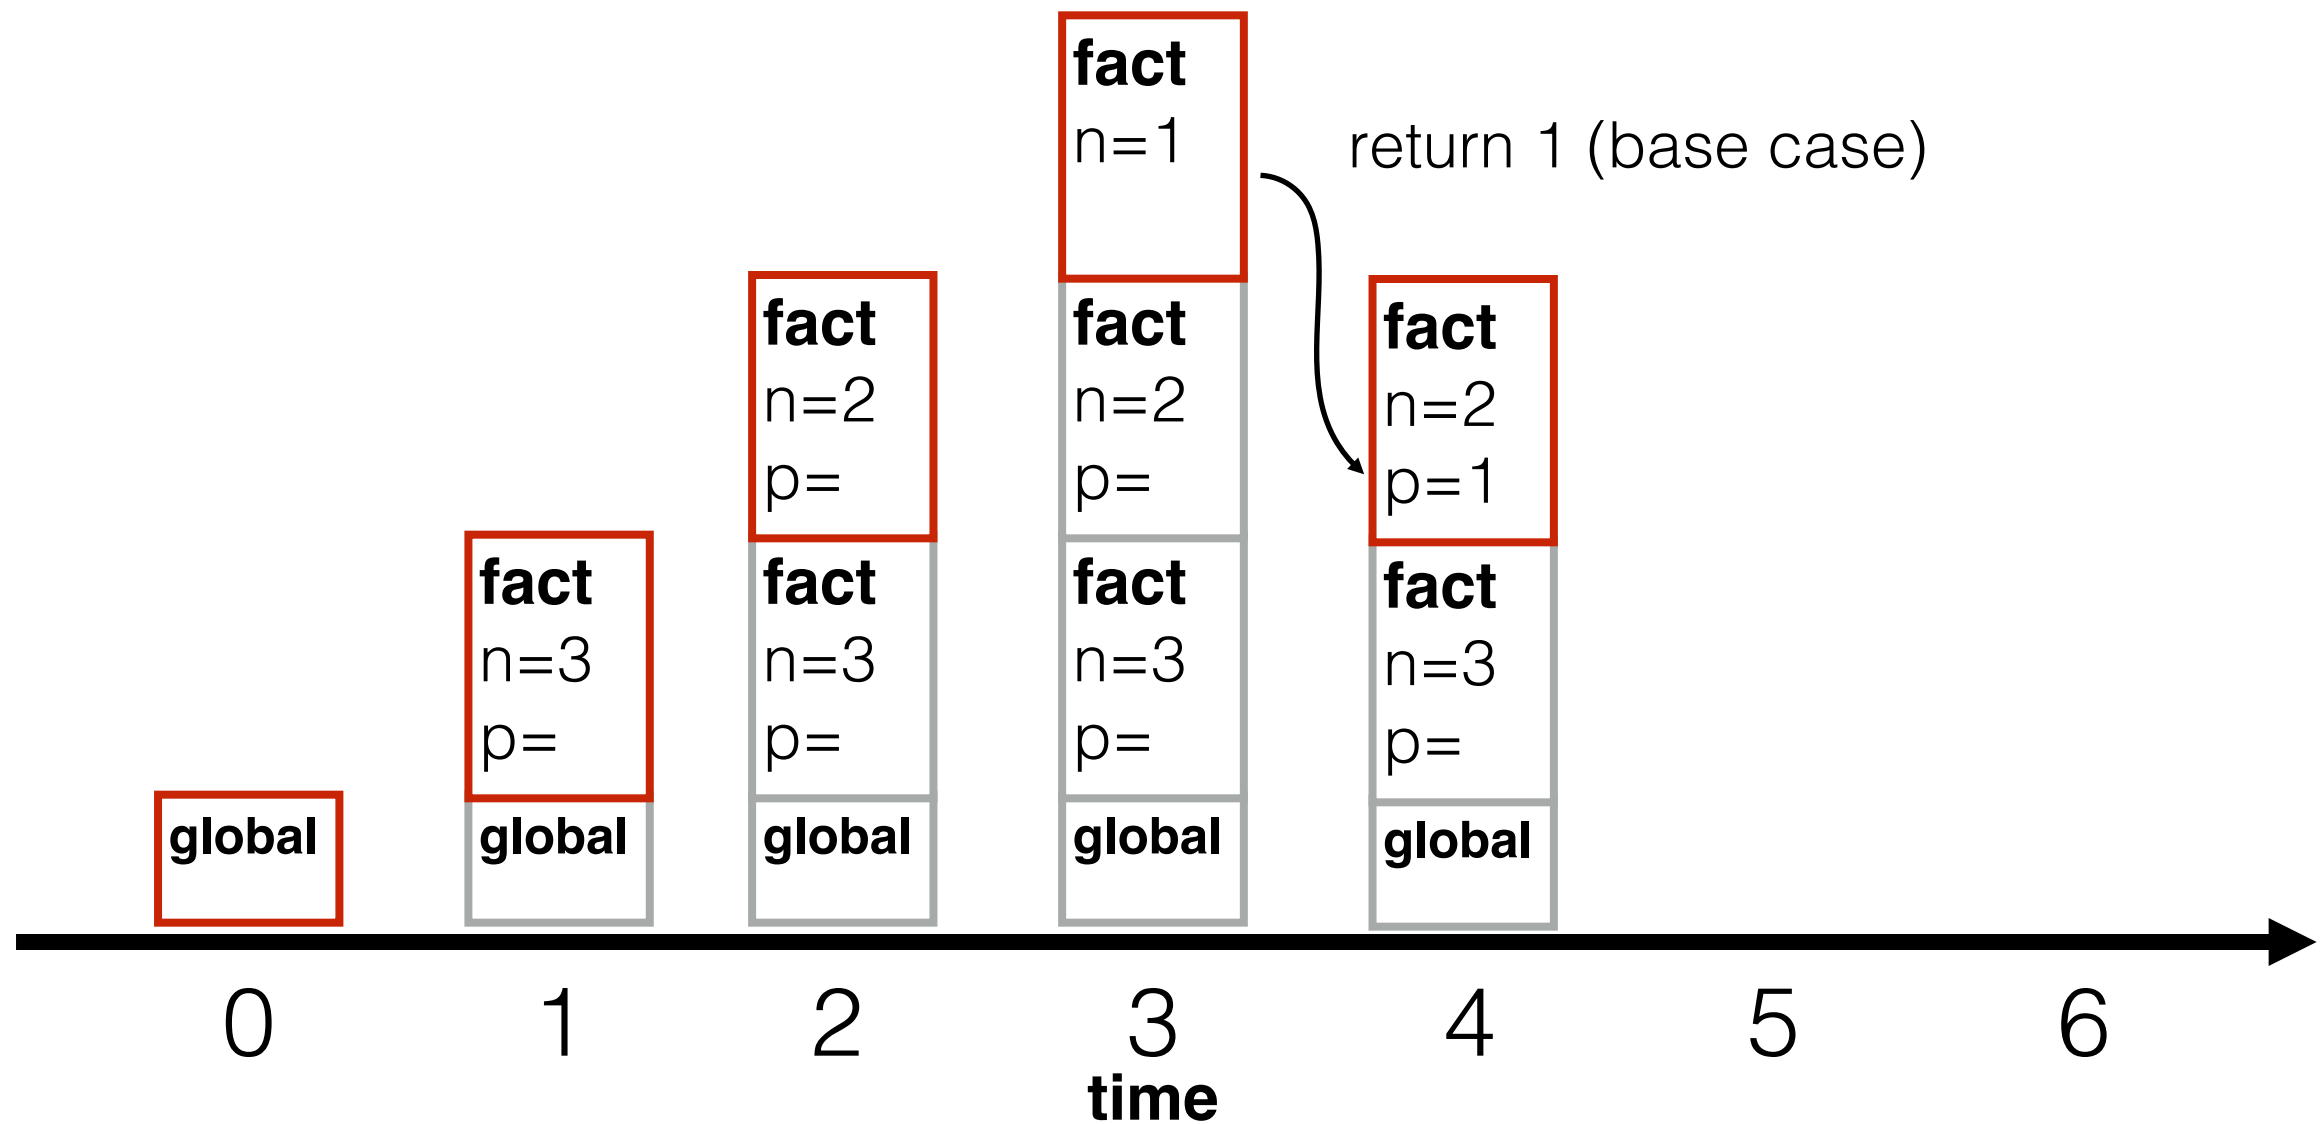 global
fact
n=3
p=
global
fact
n=2
p=
fact
n=3
p=
global
fact
n=1
fact
n=2
p=
fact
n=3
p=
global
return 1 (base case)
fact
n=2
p=1
fact
n=3
p=
global
0
1
2
3
4
5
6
time